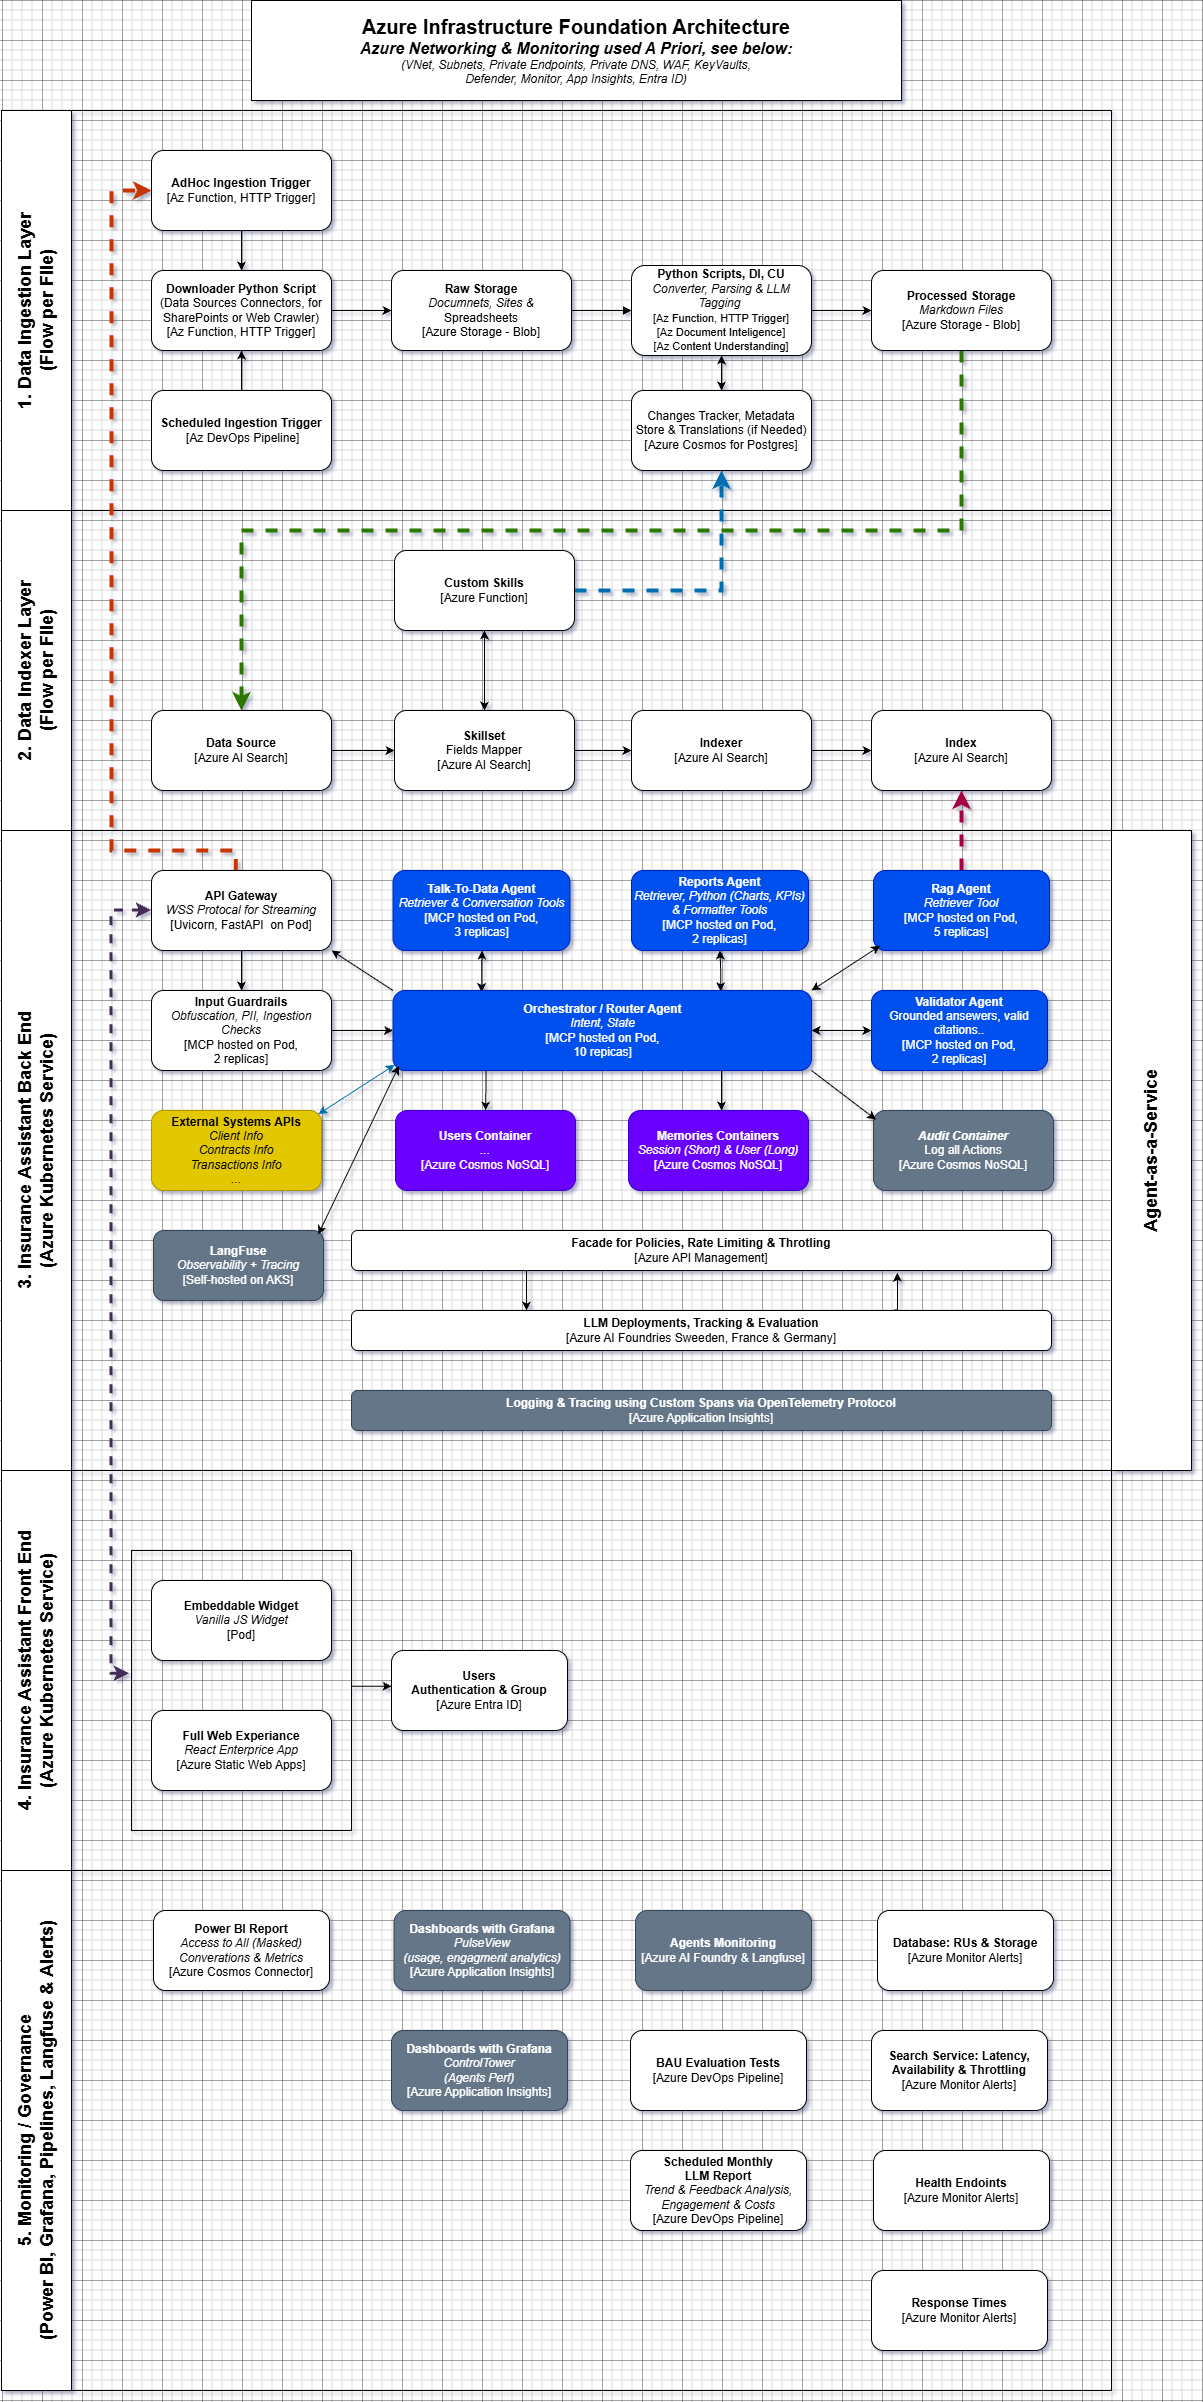 Azure Infrastructure Foundation Architecture
Azure Networking & Monitoring used A Priori, see below:
(VNet, Subnets, Private Endpoints, Private DNS, WAF, KeyVaults,
Defender, Monitor, App Insights, Entra ID)
1. Data Ingestion Layer
(Flow per FIle)
AdHoc Ingestion Trigger
[Az Function, HTTP Trigger]
Downloader Python Script
(Data Sources Connectors, for
SharePoints or Web Crawler)
[Az Function, HTTP Trigger]
Raw Storage
Documnets, Sites &
Spreadsheets
[Azure Storage - Blob]
Python Scripts, DI, CU
Converter, Parsing & LLM
Tagging
[Az Function, HTTP Trigger]
[Az Document Inteligence]
[Az Content Understanding]
Processed Storage
Markdown Files
[Azure Storage - Blob]
Scheduled Ingestion Trigger
[Az DevOps Pipeline]
Changes Tracker, Metadata
Store & Translations (if Needed)
[Azure Cosmos for Postgres]
2. Data Indexer Layer
(Flow per FIle)
Custom Skills
[Azure Function]
Data Source
[Azure AI Search]
Skillset
Fields Mapper
[Azure AI Search]
Indexer
[Azure AI Search]
Index
[Azure AI Search]
3. Insurance Assistant Back End
(Azure Kubernetes Service)
API Gateway
WSS Protocal for Streaming
[Uvicorn, FastAPI on Pod]
Talk-To-Data Agent
Retriever & Conversation Tools
[MCP hosted on Pod,
3 replicas]
Reports Agent
Retriever, Python (Charts, KPIs)
& Formatter Tools
[MCP hosted on Pod,
2 replicas]
Rag Agent
Retriever Tool
[MCP hosted on Pod,
5 replicas]
Input Guardrails
Obfuscation, PII, Ingestion
Checks
[MCP hosted on Pod,
2 replicas]
Orchestrator / Router Agent
Intent, State
[MCP hosted on Pod,
10 repicas]
Validator Agent
Grounded ansewers, valid
citations..
[MCP hosted on Pod,
2 replicas]
External Systems APIs
Client Info
Contracts Info
Transactions Info
...
Users Container
...
[Azure Cosmos NoSQL]
Memories Containers
Session (Short) & User (Long)
[Azure Cosmos NoSQL]
Audit Container
Log all Actions
[Azure Cosmos NoSQL]
LangFuse
Observability + Tracing
[Self-hosted on AKS]
Facade for Policies, Rate Limiting & Throtling
[Azure API Management]
LLM Deployments, Tracking & Evaluation
[Azure AI Foundries Sweeden, France & Germany]
Logging & Tracing using Custom Spans via OpenTelemetry Protocol
[Azure Application Insights]
Agent-as-a-Service
4. Insurance Assistant Front End
(Azure Kubernetes Service)
Embeddable Widget
Vanilla JS Widget
[Pod]
Full Web Experiance
React Enterprice App
[Azure Static Web Apps]
Users
Authentication & Group
[Azure Entra ID]
5. Monitoring / Governance
(Power BI, Grafana, Pipelines, Langfuse & Alerts)
Power BI Report
Access to All (Masked)
Converations & Metrics
[Azure Cosmos Connector]
Dashboards with Grafana
PulseView
(usage, engagment analytics)
[Azure Application Insights]
Agents Monitoring
[Azure AI Foundry & Langfuse]
Database: RUs & Storage
[Azure Monitor Alerts]
Dashboards with Grafana
ControlTower
(Agents Perf)
[Azure Application Insights]
BAU Evaluation Tests
[Azure DevOps Pipeline]
Search Service: Latency,
Availability & Throttling
[Azure Monitor Alerts]
Scheduled Monthly
LLM Report
Trend & Feedback Analysis,
Engagement & Costs
[Azure DevOps Pipeline]
Health Endoints
[Azure Monitor Alerts]
Response Times
[Azure Monitor Alerts]